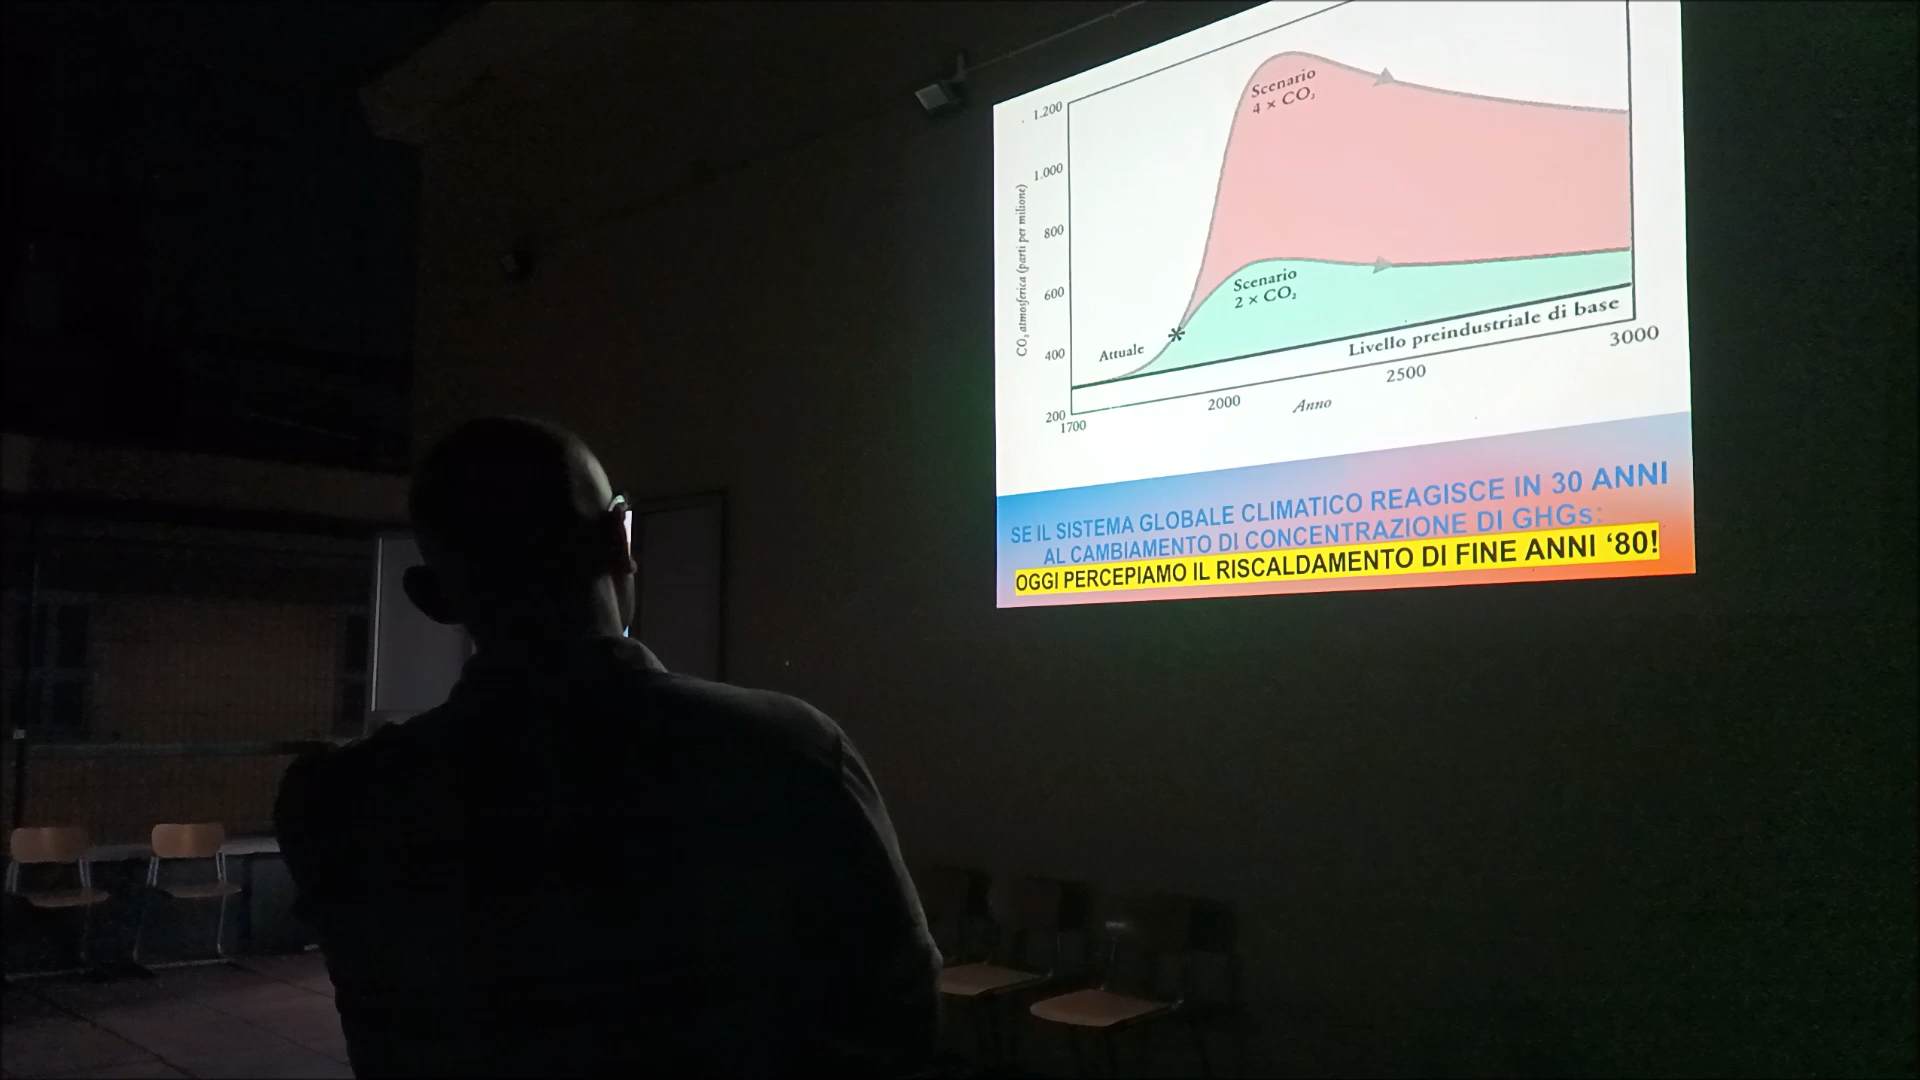 1.200
1.000
800
600
400
200
CO₂ atmosferica (parti per milione)
Scenario
4 × CO₂
Scenario
2 × CO₂
Attuale
Livello preindustriale di base
1700
2000
2500
3000
Anno
SE IL SISTEMA GLOBALE CLIMATICO REAGISCE IN 30 ANNI
AL CAMBIAMENTO DI CONCENTRAZIONE DI GHGs:
OGGI PERCEPIAMO IL RISCALDAMENTO DI FINE ANNI ‘80!